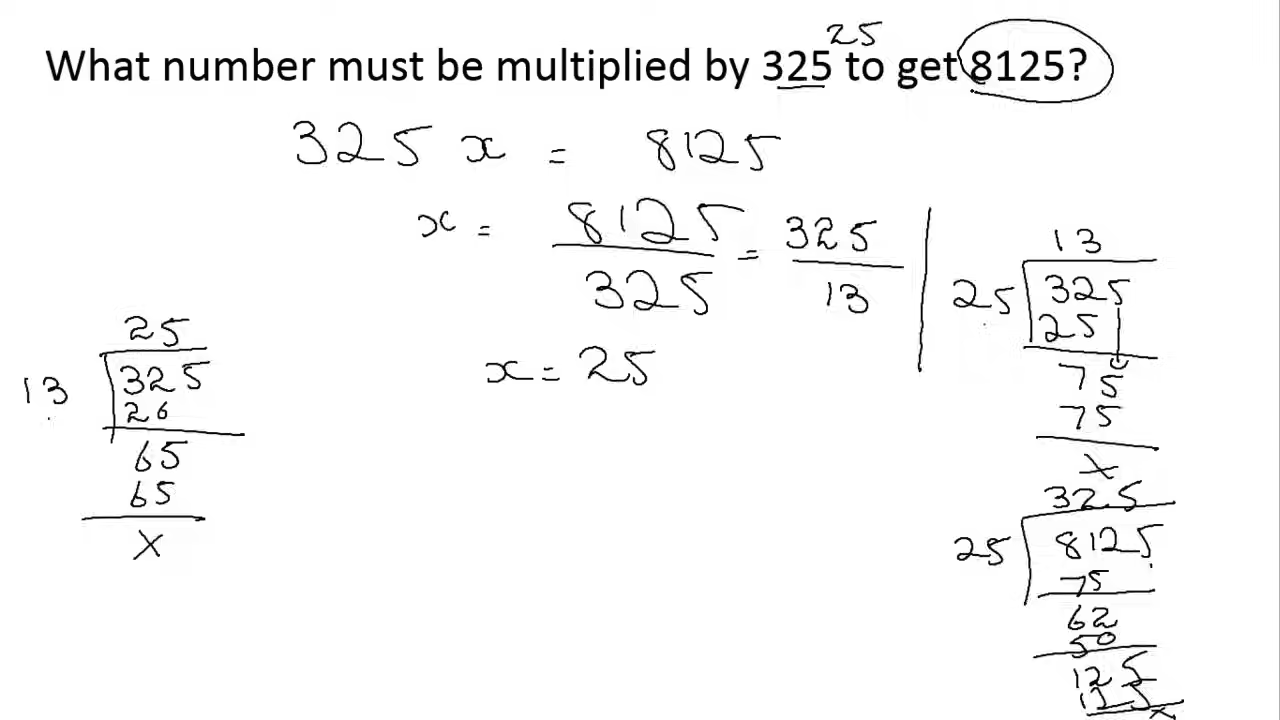 25
What number must be multiplied by 325 to get 8125?
325 x = 8125
x = 8125/325 = 325/13
x = 25
13
25 325
25
75
75
x
325
25 8125
75
62
50
125
125
x
25
13 325
26
65
65
x